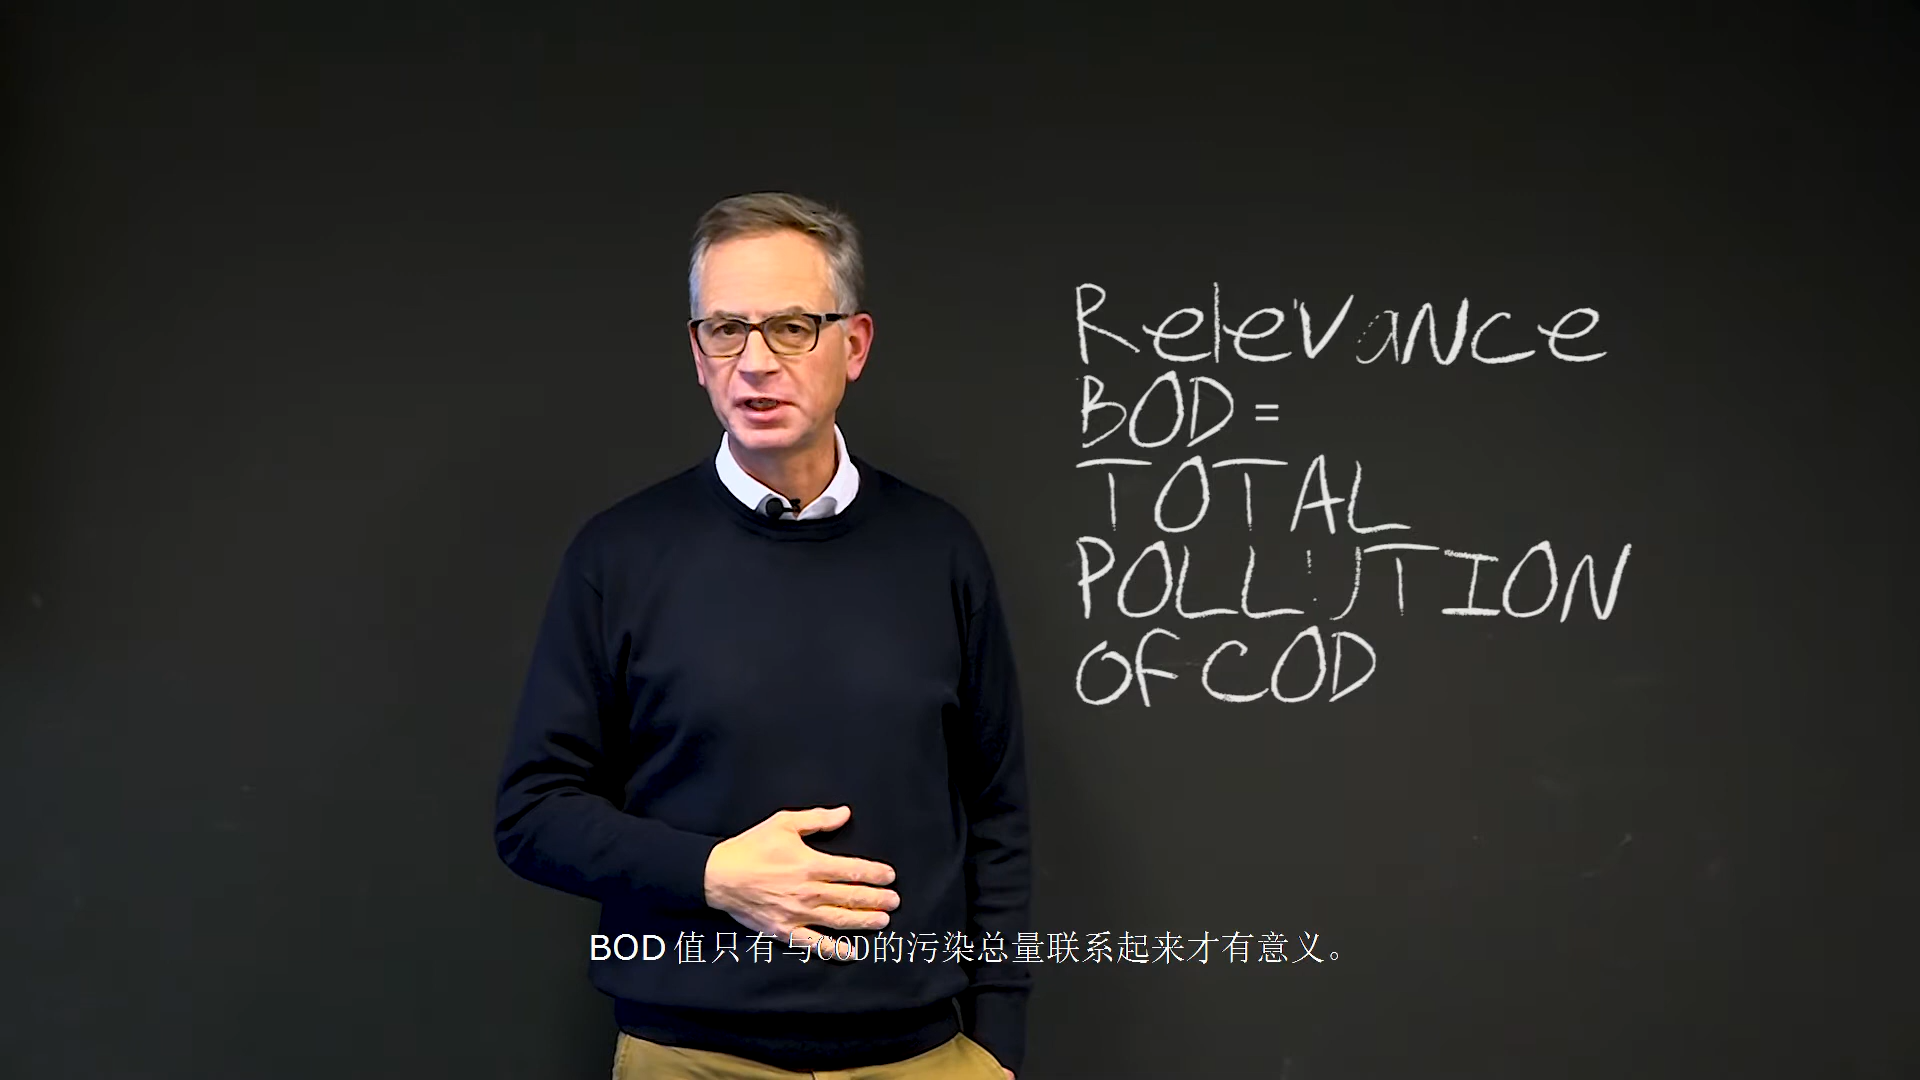 Relevance
BOD =
TOTAL
POLLUTION
OF COD
BOD 值只有与COD的污染总量联系起来才有意义。